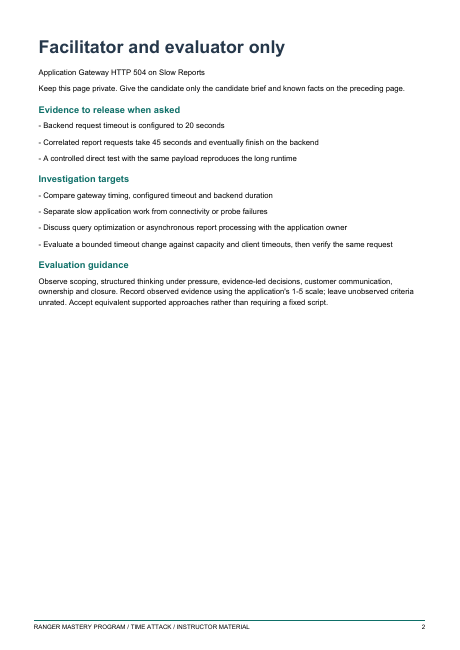 Facilitator and evaluator only
Application Gateway HTTP 504 on Slow Reports
Keep this page private. Give the candidate only the candidate brief and known facts on the preceding page.
Evidence to release when asked
- Backend request timeout is configured to 20 seconds
- Correlated report requests take 45 seconds and eventually finish on the backend
- A controlled direct test with the same payload reproduces the long runtime
Investigation targets
- Compare gateway timing, configured timeout and backend duration
- Separate slow application work from connectivity or probe failures
- Discuss query optimization or asynchronous report processing with the application owner
- Evaluate a bounded timeout change against capacity and client timeouts, then verify the same request
Evaluation guidance
Observe scoping, structured thinking under pressure, evidence-led decisions, customer communication,
ownership and closure. Record observed evidence using the application's 1-5 scale; leave unobserved criteria
unrated. Accept equivalent supported approaches rather than requiring a fixed script.
RANGER MASTERY PROGRAM / TIME ATTACK / INSTRUCTOR MATERIAL 2